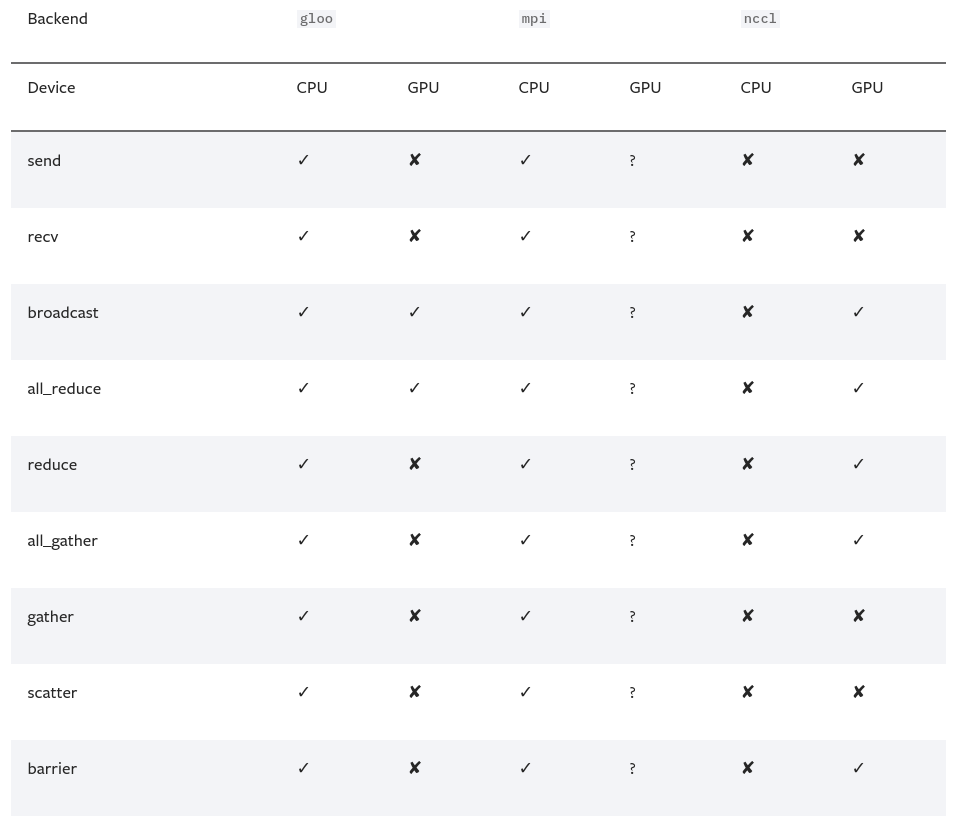 Backend gloo mpi nccl
Device CPU GPU CPU GPU CPU GPU
send ✓ ✘ ✓ ? ✘ ✘
recv ✓ ✘ ✓ ? ✘ ✘
broadcast ✓ ✓ ✓ ? ✘ ✓
all_reduce ✓ ✓ ✓ ? ✘ ✓
reduce ✓ ✘ ✓ ? ✘ ✓
all_gather ✓ ✘ ✓ ? ✘ ✓
gather ✓ ✘ ✓ ? ✘ ✘
scatter ✓ ✘ ✓ ? ✘ ✘
barrier ✓ ✘ ✓ ? ✘ ✓